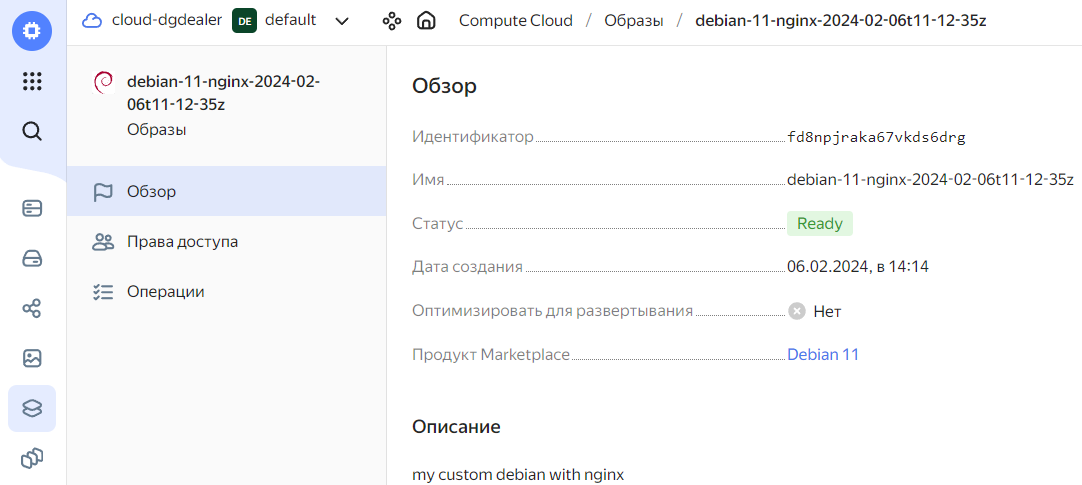 cloud-dgdealer DE default Compute Cloud / Образы / debian-11-nginx-2024-02-06t11-12-35z
debian-11-nginx-2024-02-
06t11-12-35z
Образы
Обзор
Права доступа
Операции
Обзор
Идентификатор fd8npjraka67vkds6drg
Имя debian-11-nginx-2024-02-06t11-12-35z
Статус Ready
Дата создания 06.02.2024, в 14:14
Оптимизировать для развертывания Нет
Продукт Marketplace Debian 11
Описание
my custom debian with nginx